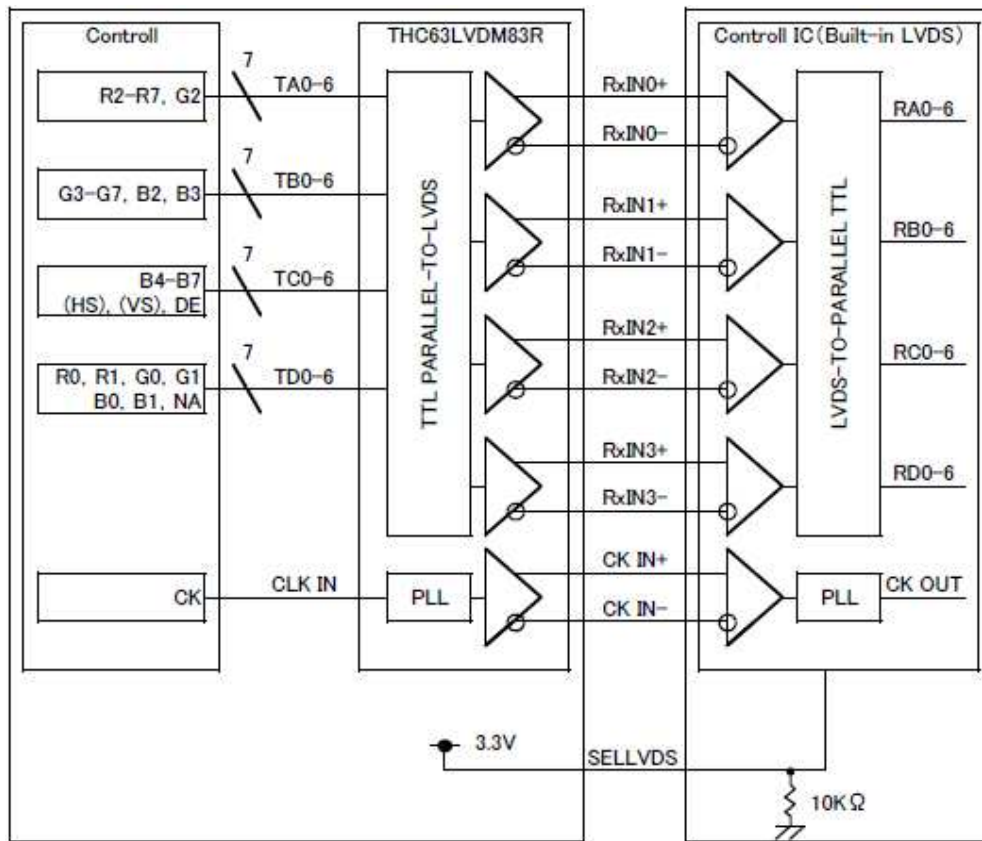 Controll
THC63LVDM83R
Controll IC(Built-in LVDS)
R2-R7, G2
7
TA0-6
RxIN0+
RxIN0-
RA0-6
G3-G7, B2, B3
7
TB0-6
RxIN1+
RxIN1-
RB0-6
B4-B7
(HS), (VS), DE
7
TC0-6
RxIN2+
RxIN2-
RC0-6
R0, R1, G0, G1
B0, B1, NA
7
TD0-6
RxIN3+
RxIN3-
RD0-6
TTL PARALLEL-TO-LVDS
LVDS-TO-PARALLEL TTL
CK
CLK IN
PLL
CK IN+
CK IN-
PLL
CK OUT
3.3V
SELLVDS
10KΩ